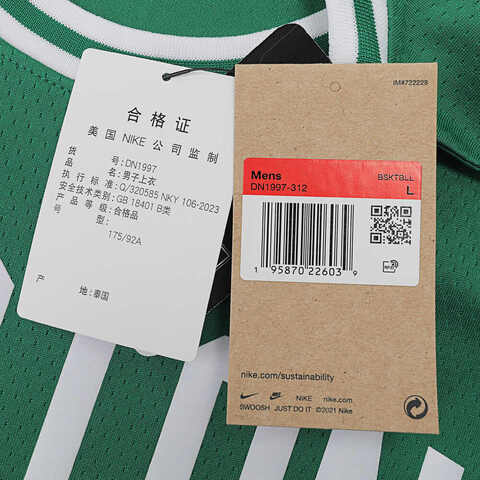 合格证
美国 NIKE 公司监制
货 号: DN1997
品 名: 男子上衣
执行标准: Q/320585 NKY 106-2023
安全技术类别: GB 18401 B类
产品等级: 合格品
号 型:
175/92A
产 地: 泰国
IM#722229
Mens
DN1997-312
BSKTBLL
L
1 95870 22603 9
RFID
nike.com/sustainability
NIKE
SWOOSH JUST DO IT ©2021 Nike